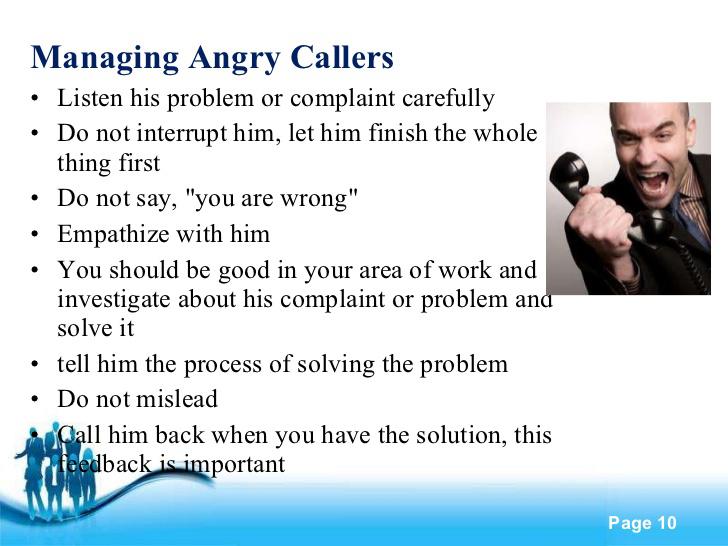 Managing Angry Callers
• Listen his problem or complaint carefully
• Do not interrupt him, let him finish the whole
thing first
• Do not say, "you are wrong"
• Empathize with him
• You should be good in your area of work and
investigate about his complaint or problem and
solve it
• tell him the process of solving the problem
• Do not mislead
• Call him back when you have the solution, this
feedback is important
Page 10